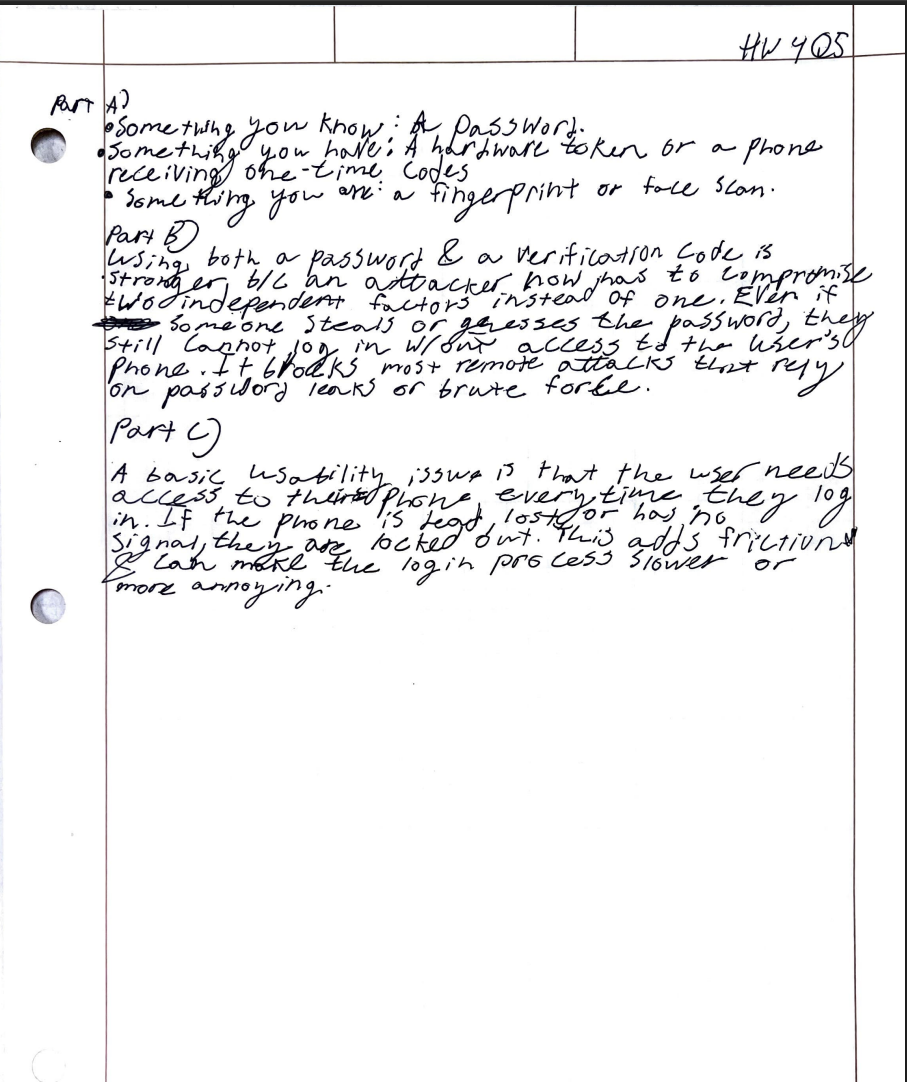 HW 4 Q5
Part A)
• Something you know: A password.
• Something you have: A hardware token or a phone
receiving one-time codes
• Something you are: a fingerprint or face scan.
Part B)
Using both a password & a verification code is
stronger b/c an attacker now has to compromise
two independent factors instead of one. Even if
someone steals or guesses the password, they
still cannot log in w/out access to the user's
phone. It blocks most remote attacks that rely
on password leaks or brute force.
Part C)
A basic usability issue is that the user needs
access to their phone every time they log
in. If the phone is dead, lost, or has no
signal, they are locked out. This adds friction
& can make the login process slower or
more annoying.